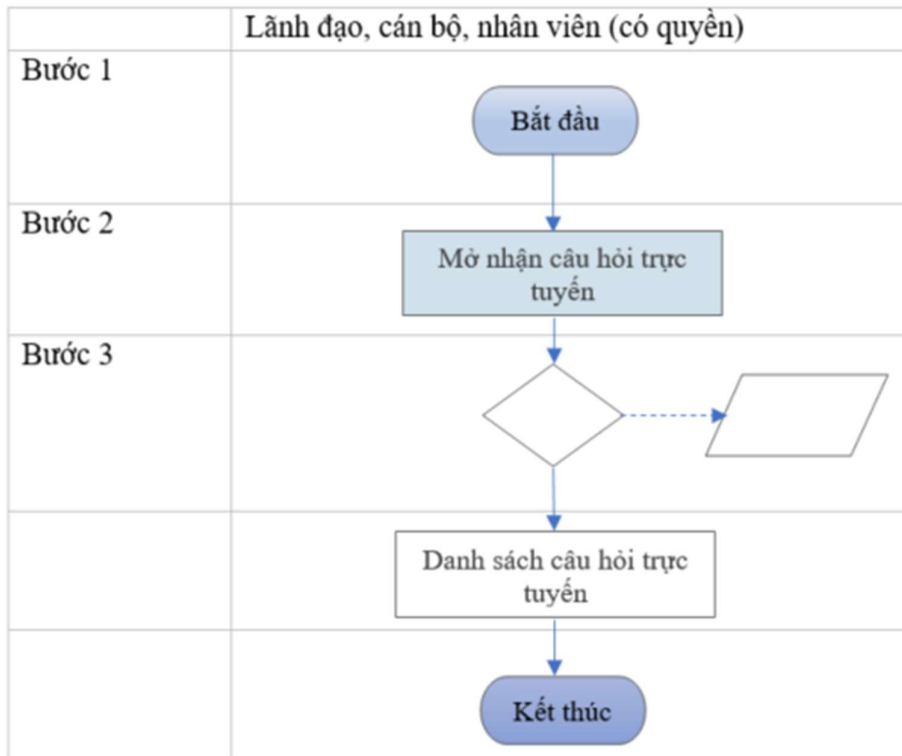 Lãnh đạo, cán bộ, nhân viên (có quyền)
Bước 1
Bắt đầu
Bước 2
Mở nhận câu hỏi trực
tuyến
Bước 3
Danh sách câu hỏi trực
tuyến
Kết thúc